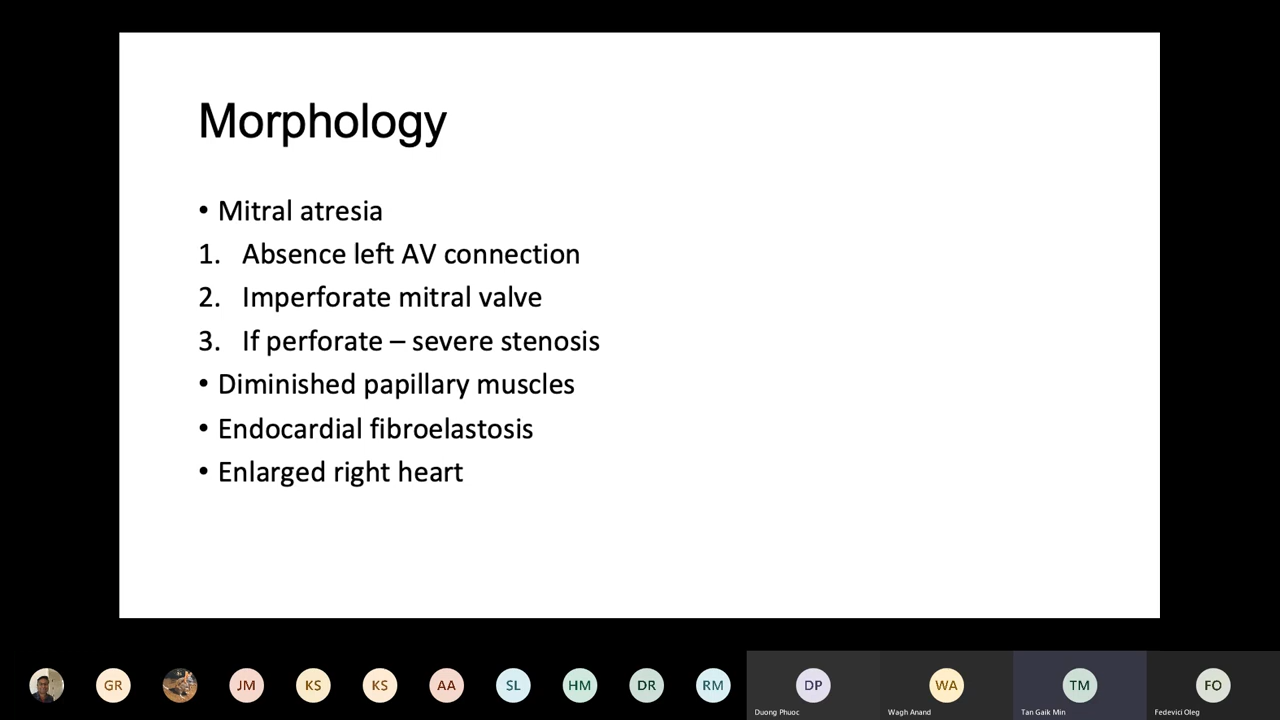 Morphology
• Mitral atresia
1. Absence left AV connection
2. Imperforate mitral valve
3. If perforate – severe stenosis
• Diminished papillary muscles
• Endocardial fibroelastosis
• Enlarged right heart
GR JM KS KS AA SL HM DR RM DP WA TM FO
Duong Phuoc Wagh Anand Tan Gaik Min Fedevici Oleg